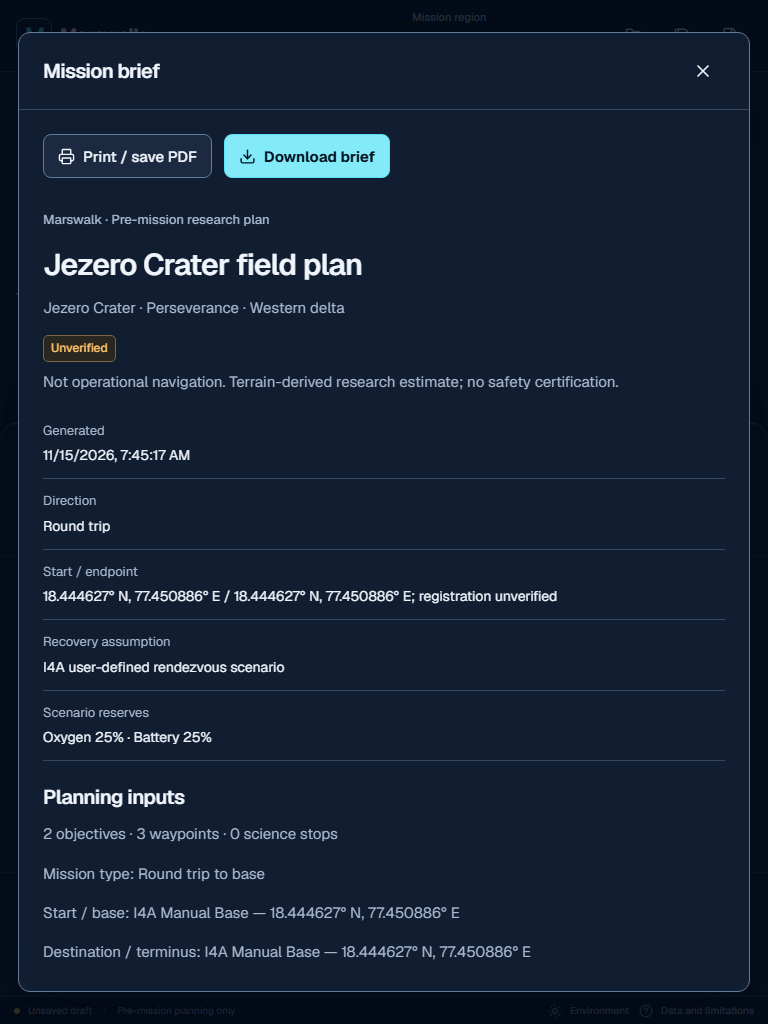 Mission region
Mission brief
Print / save PDF
Download brief
Marswalk · Pre-mission research plan
Jezero Crater field plan
Jezero Crater · Perseverance · Western delta
Unverified
Not operational navigation. Terrain-derived research estimate; no safety certification.
Generated
11/15/2026, 7:45:17 AM
Direction
Round trip
Start / endpoint
18.444627° N, 77.450886° E / 18.444627° N, 77.450886° E; registration unverified
Recovery assumption
I4A user-defined rendezvous scenario
Scenario reserves
Oxygen 25% · Battery 25%
Planning inputs
2 objectives · 3 waypoints · 0 science stops
Mission type: Round trip to base
Start / base: I4A Manual Base — 18.444627° N, 77.450886° E
Destination / terminus: I4A Manual Base — 18.444627° N, 77.450886° E
Unsaved draft / Pre-mission planning only
Environment
Data and limitations